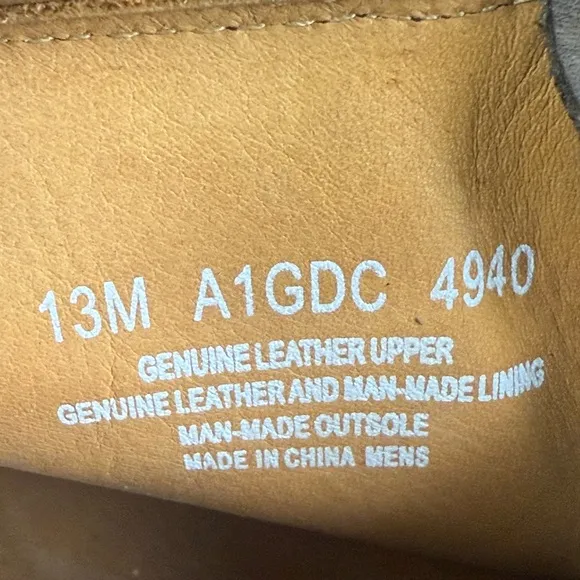 13M A1GDC 4940
GENUINE LEATHER UPPER
GENUINE LEATHER AND MAN-MADE LINING
MAN-MADE OUTSOLE
MADE IN CHINA MENS